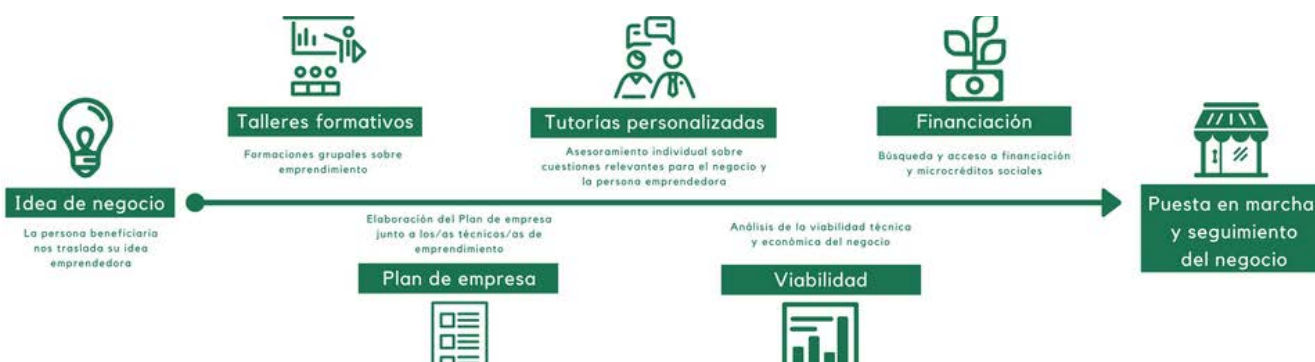 Idea de negocio
La persona beneficiaria
nos traslada su idea
emprendedora
Talleres formativos
Formaciones grupales sobre
emprendimiento
Elaboración del Plan de empresa
junto a los/as técnicos/as de
emprendimiento
Plan de empresa
Tutorías personalizadas
Asesoramiento individual sobre
cuestiones relevantes para el negocio y
la persona emprendedora
Análisis de la viabilidad técnica
y económica del negocio
Viabilidad
Financiación
Búsqueda y acceso a financiación
y microcréditos sociales
Puesta en marcha
y seguimiento
del negocio